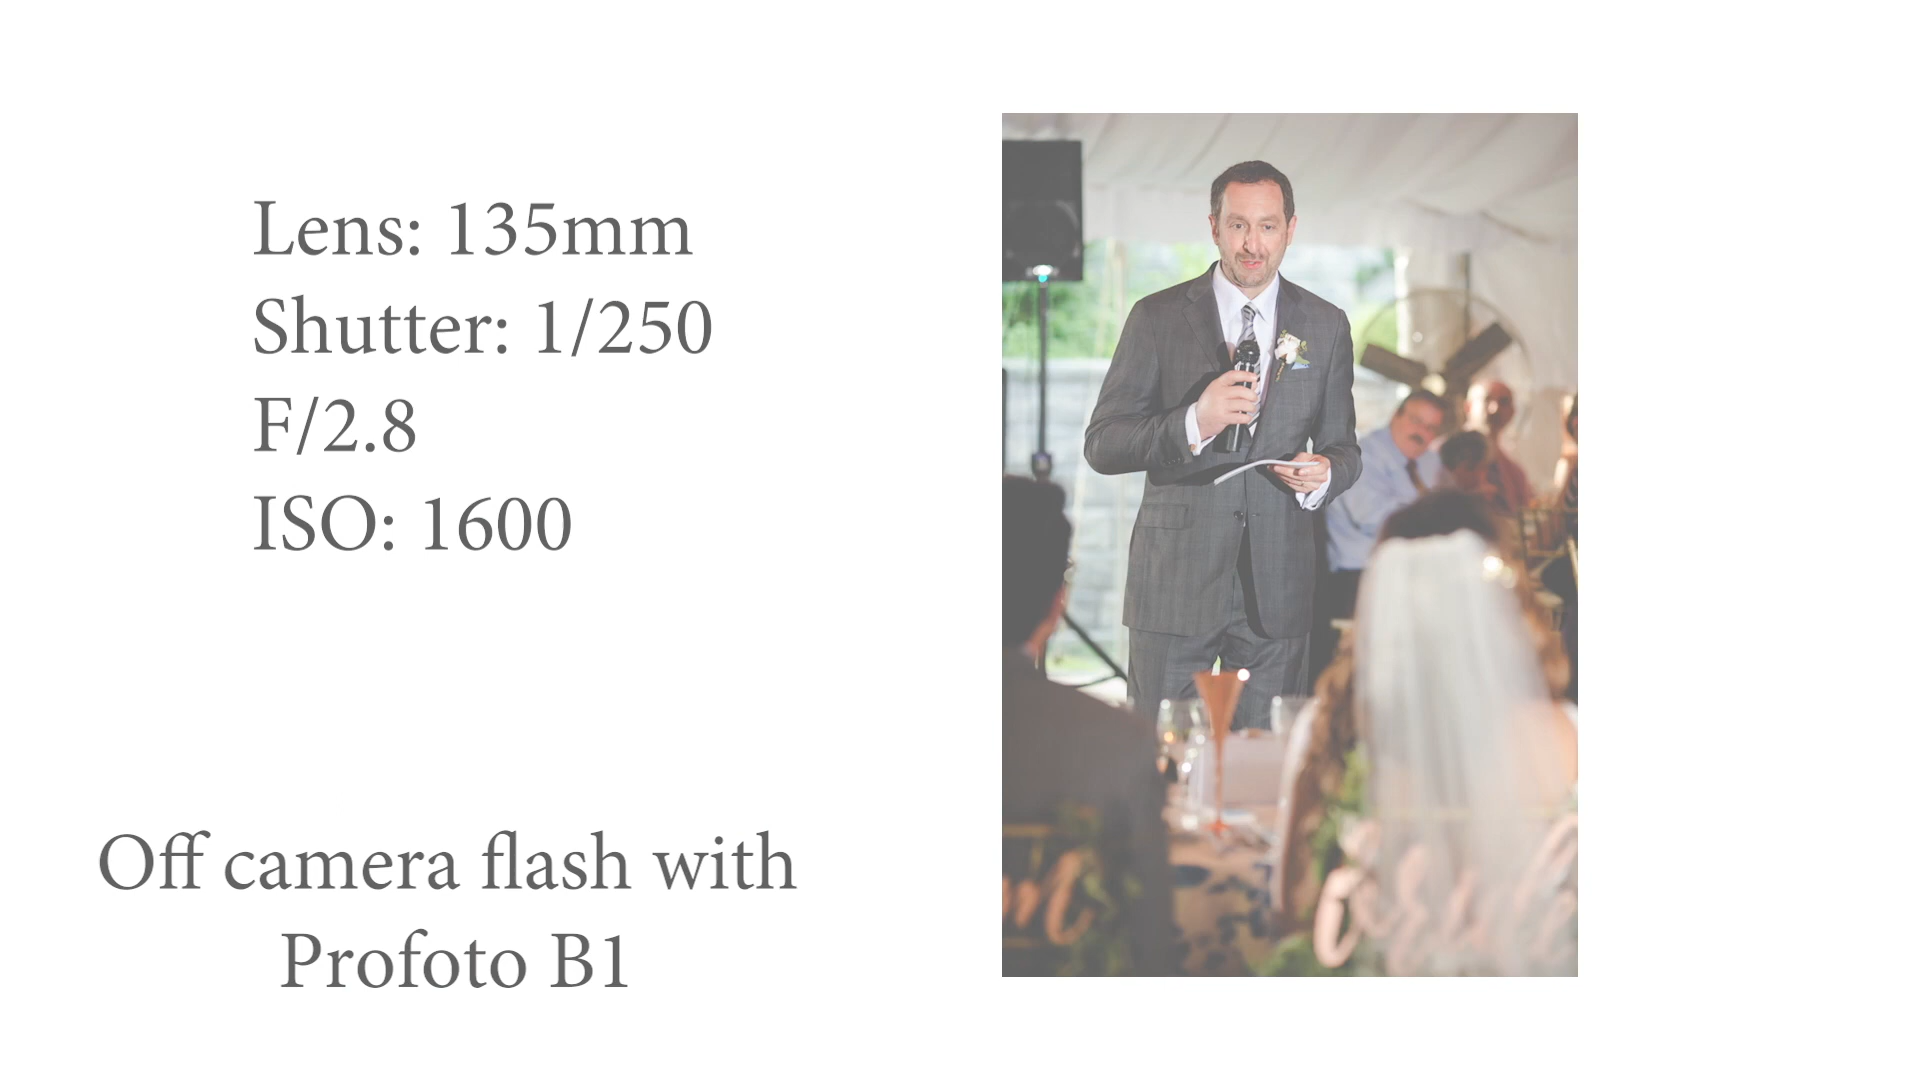 Lens: 135mm
Shutter: 1/250
F/2.8
ISO: 1600
Off camera flash with
Profoto B1